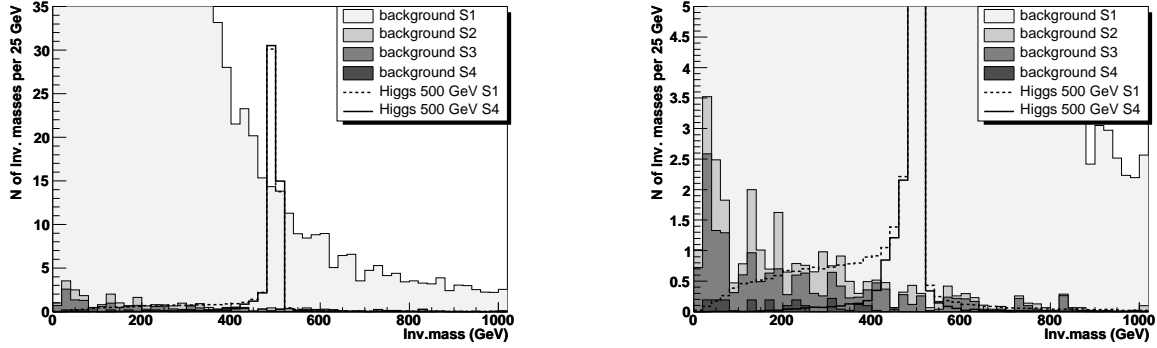 N of Inv. masses per 25 GeV
35
30
25
20
15
10
5
0
0 200 400 600 800 1000
Inv.mass (GeV)
background S1
background S2
background S3
background S4
Higgs 500 GeV S1
Higgs 500 GeV S4
N of Inv. masses per 25 GeV
5
4.5
4
3.5
3
2.5
2
1.5
1
0.5
0
0 200 400 600 800 1000
Inv.mass (GeV)
background S1
background S2
background S3
background S4
Higgs 500 GeV S1
Higgs 500 GeV S4